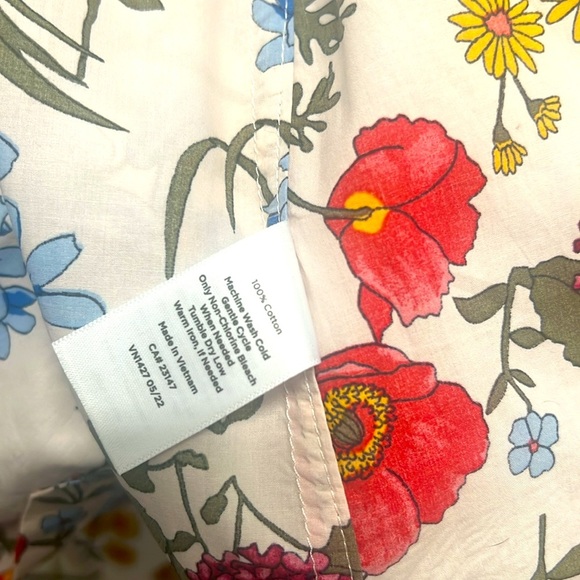 100% Cotton
Machine Wash Cold
Gentle Cycle
Only Non-Chlorine Bleach
When Needed
Tumble Dry Low
Warm Iron, if Needed
Made in Vietnam
CA# 23147
VN1427 05/22